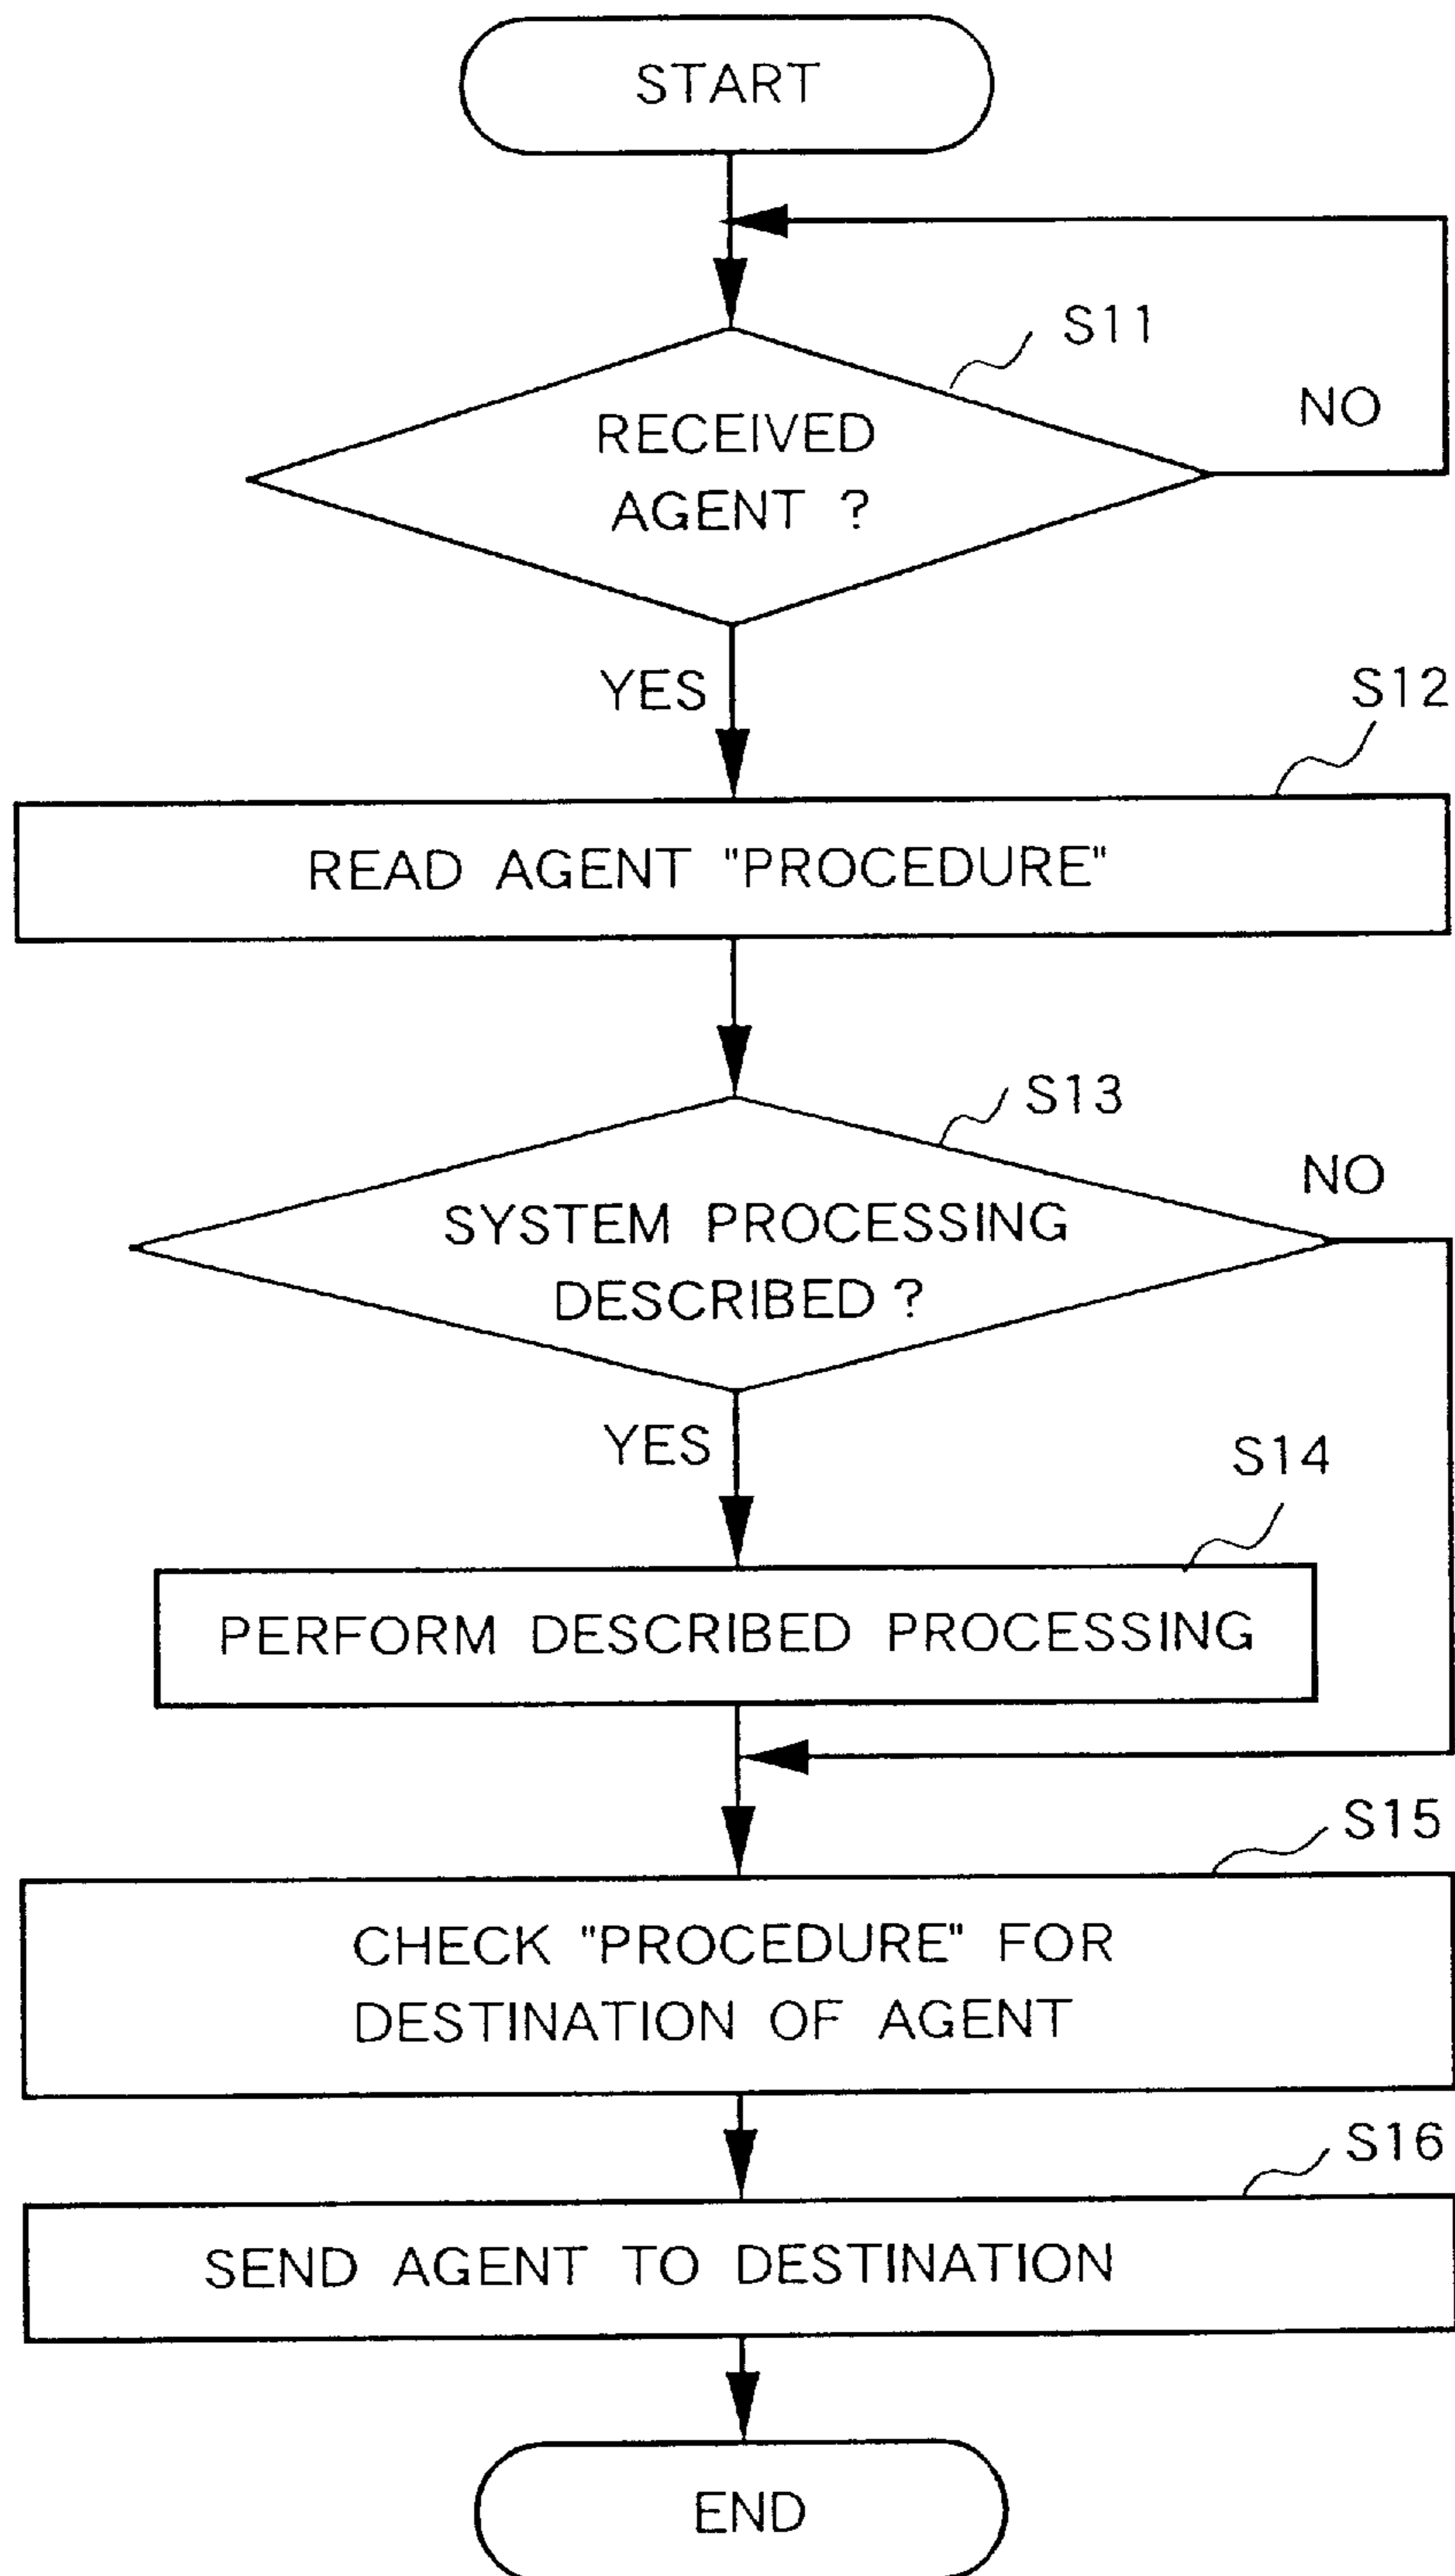 START
S11
NO
RECEIVED
AGENT ?
YES
S12
READ AGENT "PROCEDURE"
S13
NO
SYSTEM PROCESSING
DESCRIBED ?
YES
S14
PERFORM DESCRIBED PROCESSING
S15
CHECK "PROCEDURE" FOR
DESTINATION OF AGENT
S16
SEND AGENT TO DESTINATION
END